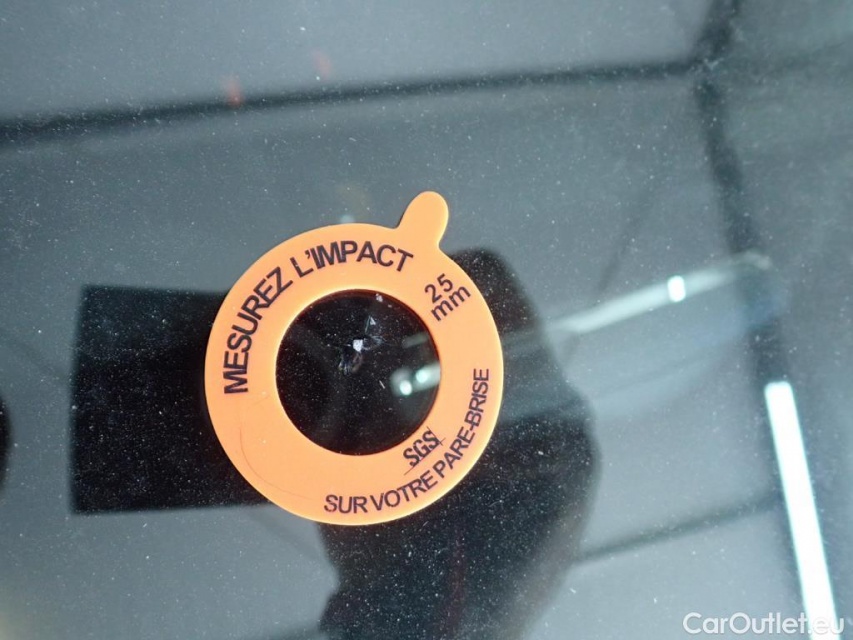 MESUREZ L'IMPACT
25
mm
SGS
SUR VOTRE PARE-BRISE
CarOutlet.eu